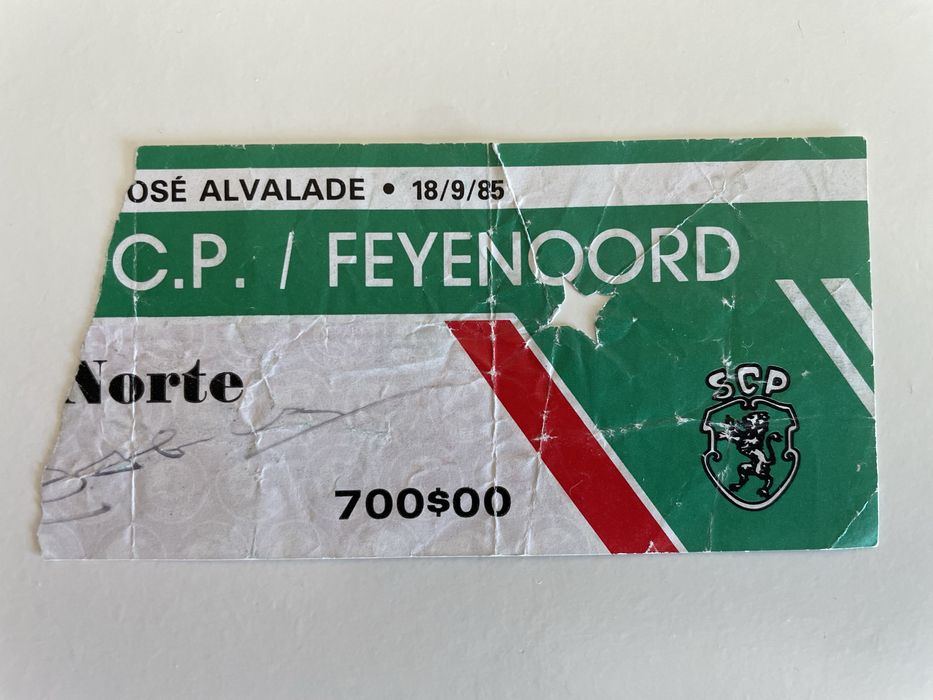 OSÉ ALVALADE • 18/9/85
C.P. / FEYENOORD
Norte
700$00
SCP